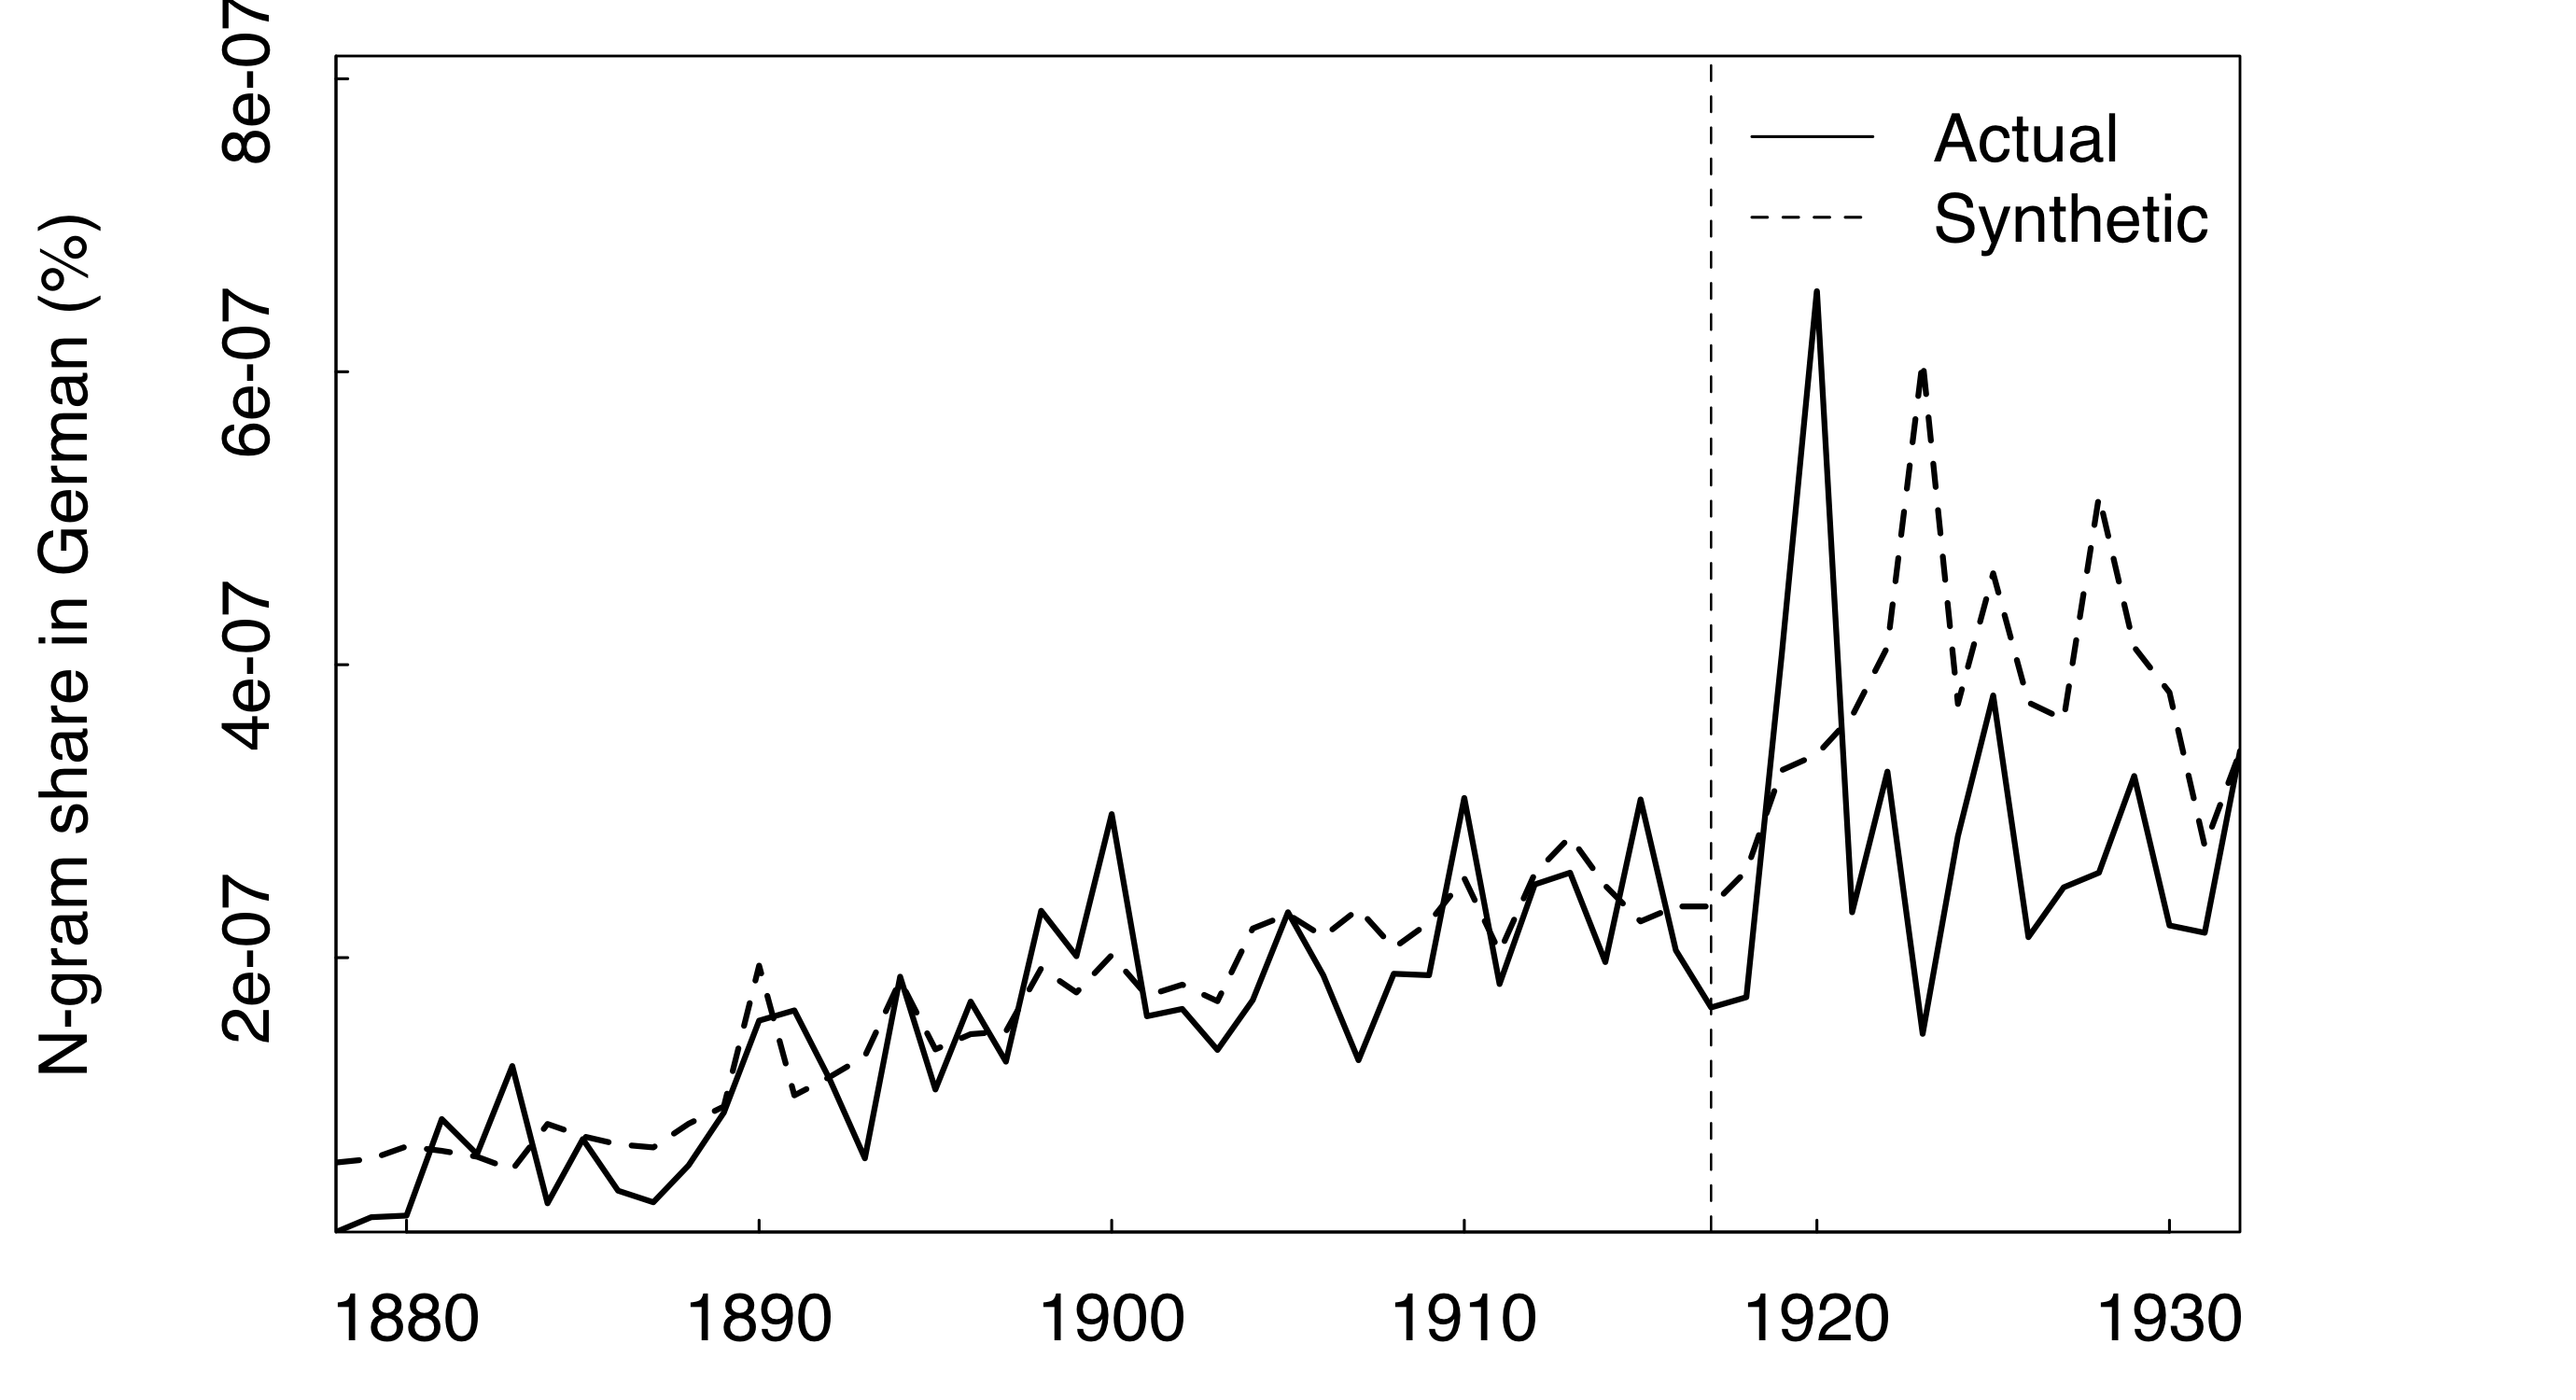 N-gram share in German (%)
8e-07
6e-07
4e-07
2e-07
Actual
Synthetic
1880 1890 1900 1910 1920 1930